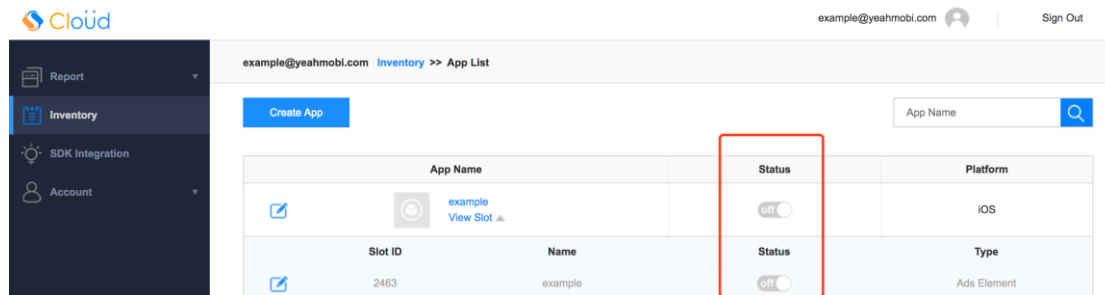 Cloüd
example@yeahmobi.com Sign Out
Report
Inventory
SDK Integration
Account
example@yeahmobi.com Inventory >> App List
Create App
App Name
App Name Status Platform
example
View Slot
off
iOS
Slot ID Name Status Type
2463 example off Ads Element